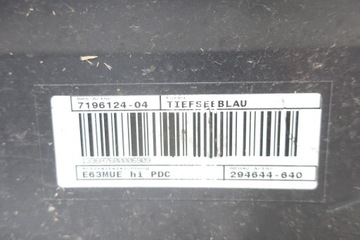 7196124-04 TIEFSEEBLAU
E63MUE hi PDC 294644-640